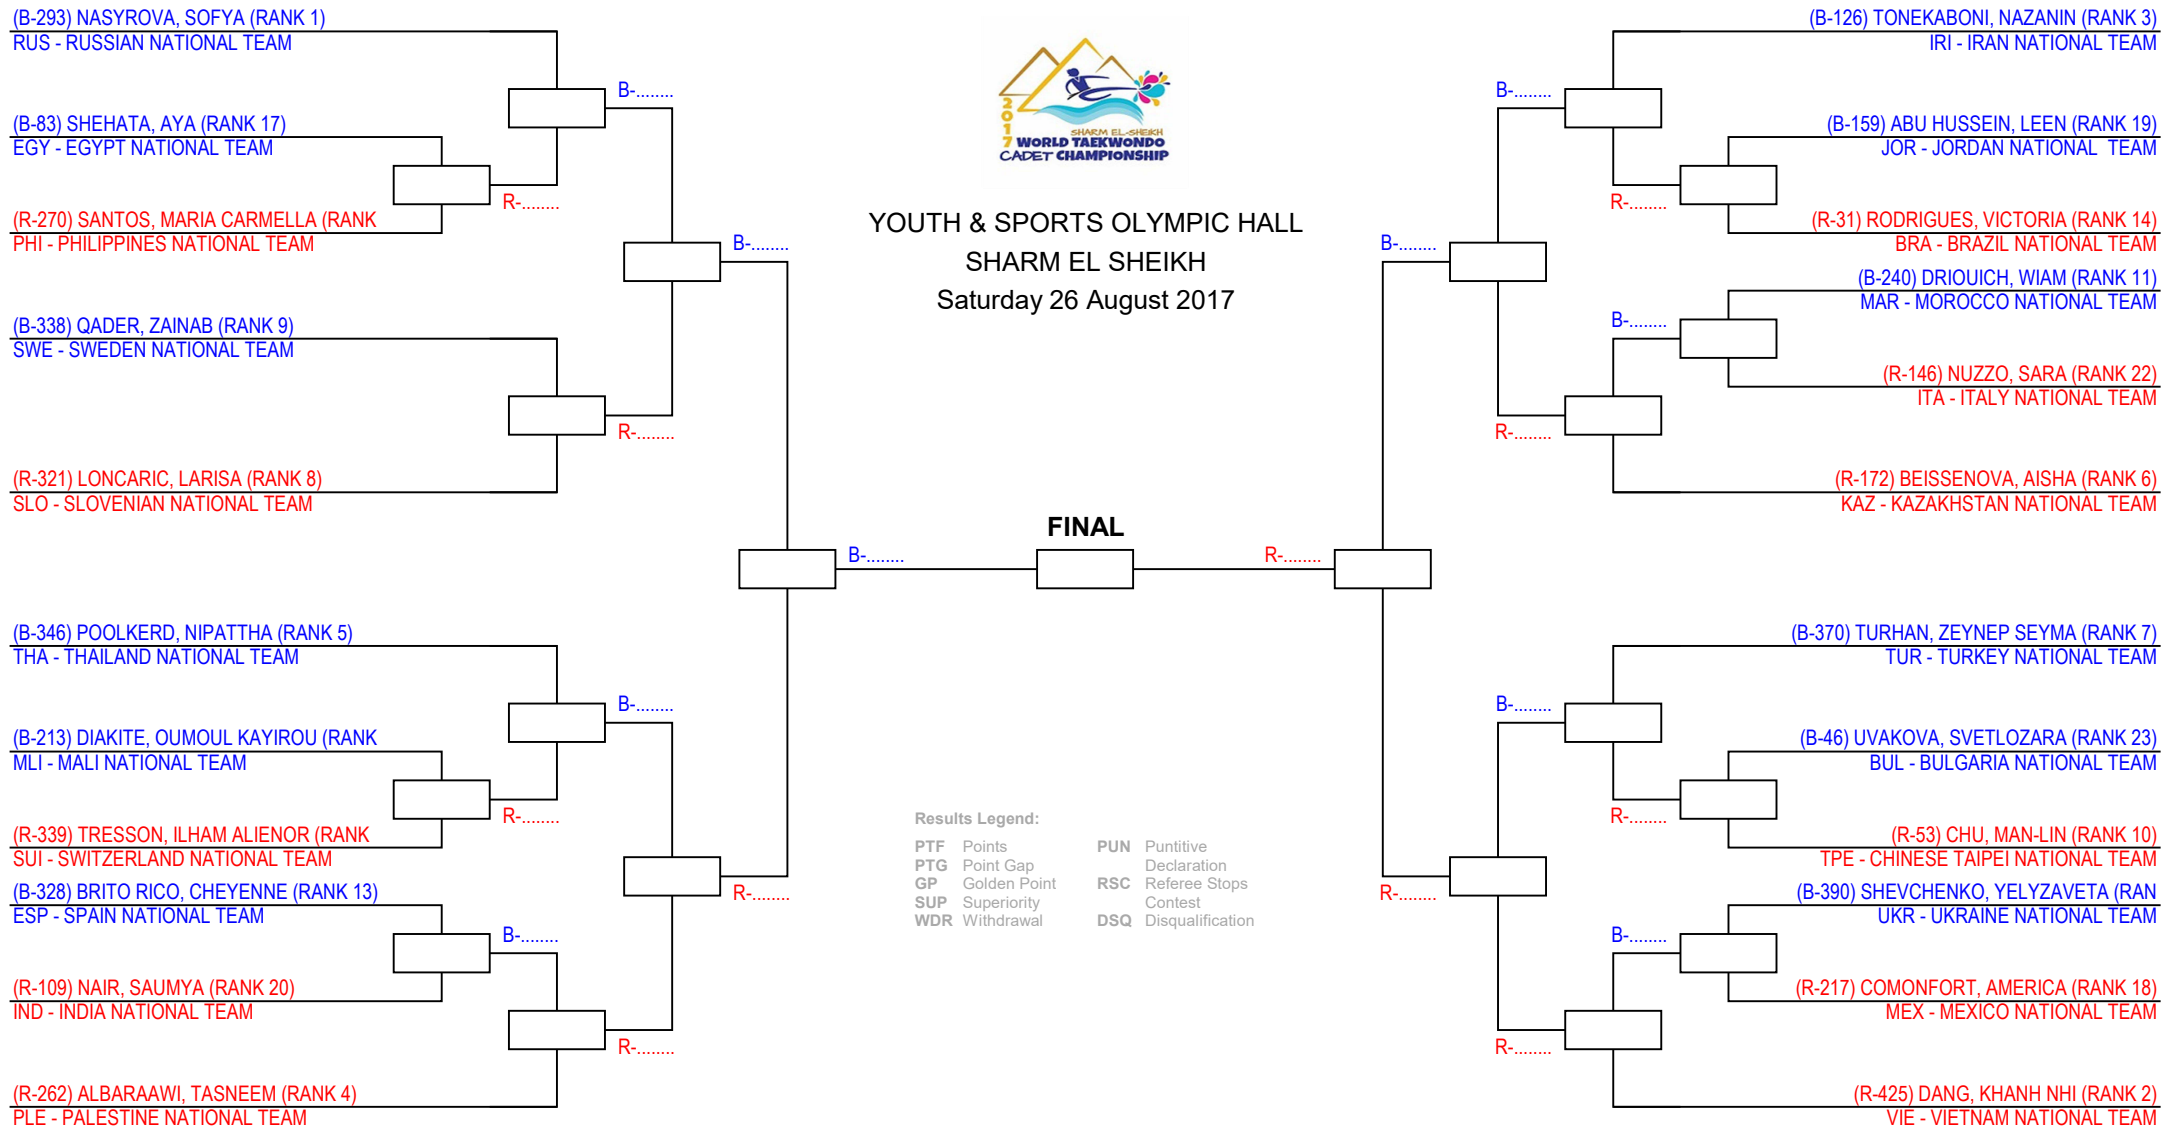 (B-293) NASYROVA, SOFYA (RANK 1)
RUS - RUSSIAN NATIONAL TEAM
B-........
(B-83) SHEHATA, AYA (RANK 17)
EGY - EGYPT NATIONAL TEAM
R-........
(R-270) SANTOS, MARIA CARMELLA (RANK
PHI - PHILIPPINES NATIONAL TEAM
B-........
(B-338) QADER, ZAINAB (RANK 9)
SWE - SWEDEN NATIONAL TEAM
R-........
(R-321) LONCARIC, LARISA (RANK 8)
SLO - SLOVENIAN NATIONAL TEAM
B-........
(B-346) POOLKERD, NIPATTHA (RANK 5)
THA - THAILAND NATIONAL TEAM
B-........
(B-213) DIAKITE, OUMOUL KAYIROU (RANK
MLI - MALI NATIONAL TEAM
R-........
(R-339) TRESSON, ILHAM ALIENOR (RANK
SUI - SWITZERLAND NATIONAL TEAM
R-........
(B-328) BRITO RICO, CHEYENNE (RANK 13)
ESP - SPAIN NATIONAL TEAM
B-........
(R-109) NAIR, SAUMYA (RANK 20)
IND - INDIA NATIONAL TEAM
R-........
(R-262) ALBARAAWI, TASNEEM (RANK 4)
PLE - PALESTINE NATIONAL TEAM
2017
SHARM EL-SHEIKH
WORLD TAEKWONDO
CADET CHAMPIONSHIP
YOUTH & SPORTS OLYMPIC HALL
SHARM EL SHEIKH
Saturday 26 August 2017
FINAL
Results Legend:
PTF Points
PTG Point Gap
GP Golden Point
SUP Superiority
WDR Withdrawal
PUN Puntitive
Declaration
RSC Referee Stops
Contest
DSQ Disqualification
(B-126) TONEKABONI, NAZANIN (RANK 3)
IRI - IRAN NATIONAL TEAM
B-........
(B-159) ABU HUSSEIN, LEEN (RANK 19)
JOR - JORDAN NATIONAL TEAM
R-........
(R-31) RODRIGUES, VICTORIA (RANK 14)
BRA - BRAZIL NATIONAL TEAM
B-........
(B-240) DRIOUICH, WIAM (RANK 11)
MAR - MOROCCO NATIONAL TEAM
B-........
(R-146) NUZZO, SARA (RANK 22)
ITA - ITALY NATIONAL TEAM
R-........
(R-172) BEISSENOVA, AISHA (RANK 6)
KAZ - KAZAKHSTAN NATIONAL TEAM
R-........
(B-370) TURHAN, ZEYNEP SEYMA (RANK 7)
TUR - TURKEY NATIONAL TEAM
B-........
(B-46) UVAKOVA, SVETLOZARA (RANK 23)
BUL - BULGARIA NATIONAL TEAM
R-........
(R-53) CHU, MAN-LIN (RANK 10)
TPE - CHINESE TAIPEI NATIONAL TEAM
R-........
(B-390) SHEVCHENKO, YELYZAVETA (RAN
UKR - UKRAINE NATIONAL TEAM
B-........
(R-217) COMONFORT, AMERICA (RANK 18)
MEX - MEXICO NATIONAL TEAM
R-........
(R-425) DANG, KHANH NHI (RANK 2)
VIE - VIETNAM NATIONAL TEAM